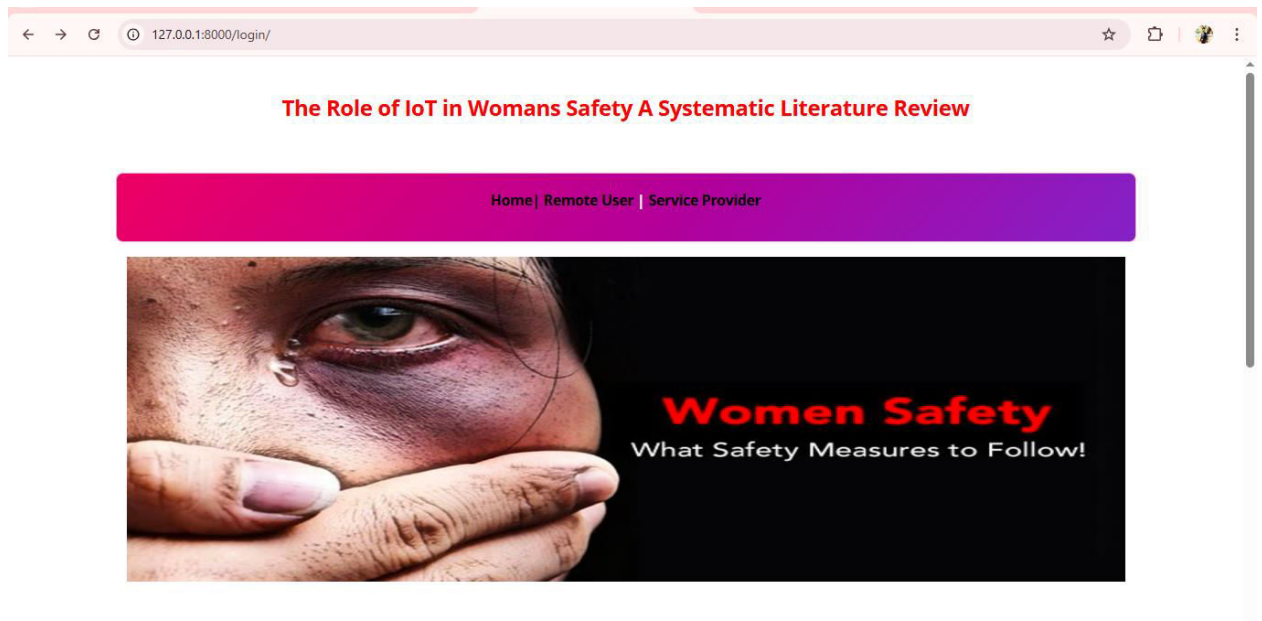 127.0.0.1:8000/login/
The Role of IoT in Womans Safety A Systematic Literature Review
Home| Remote User | Service Provider
Women Safety
What Safety Measures to Follow!